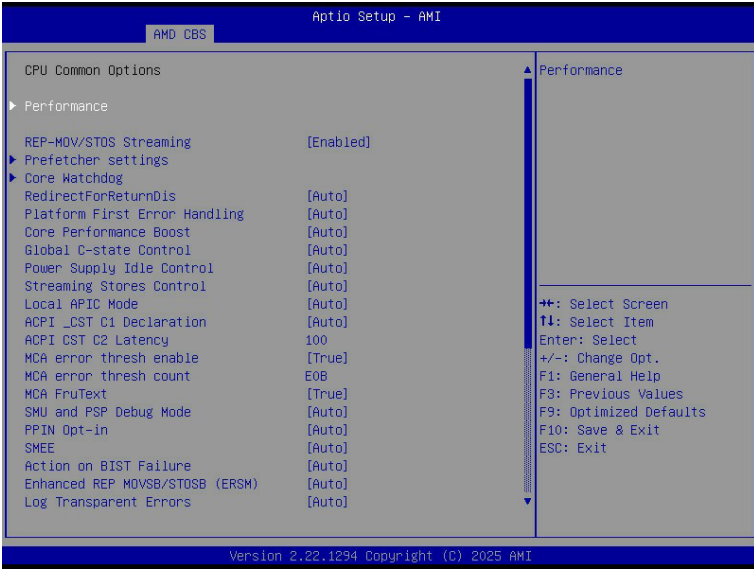 Aptio Setup – AMI
AMD CBS
CPU Common Options
Performance
REP-MOV/STOS Streaming [Enabled]
Prefetcher settings
Core Watchdog
RedirectForReturnDis [Auto]
Platform First Error Handling [Auto]
Core Performance Boost [Auto]
Global C-state Control [Auto]
Power Supply Idle Control [Auto]
Streaming Stores Control [Auto]
Local APIC Mode [Auto]
ACPI _CST C1 Declaration [Auto]
ACPI CST C2 Latency 100
MCA error thresh enable [True]
MCA error thresh count E0B
MCA FruText [True]
SMU and PSP Debug Mode [Auto]
PPIN Opt-in [Auto]
SMEE [Auto]
Action on BIST Failure [Auto]
Enhanced REP MOVSB/STOSB (ERSM) [Auto]
Log Transparent Errors [Auto]
Performance
→←: Select Screen
↑↓: Select Item
Enter: Select
+/-: Change Opt.
F1: General Help
F3: Previous Values
F9: Optimized Defaults
F10: Save & Exit
ESC: Exit
Version 2.22.1294 Copyright (C) 2025 AMI